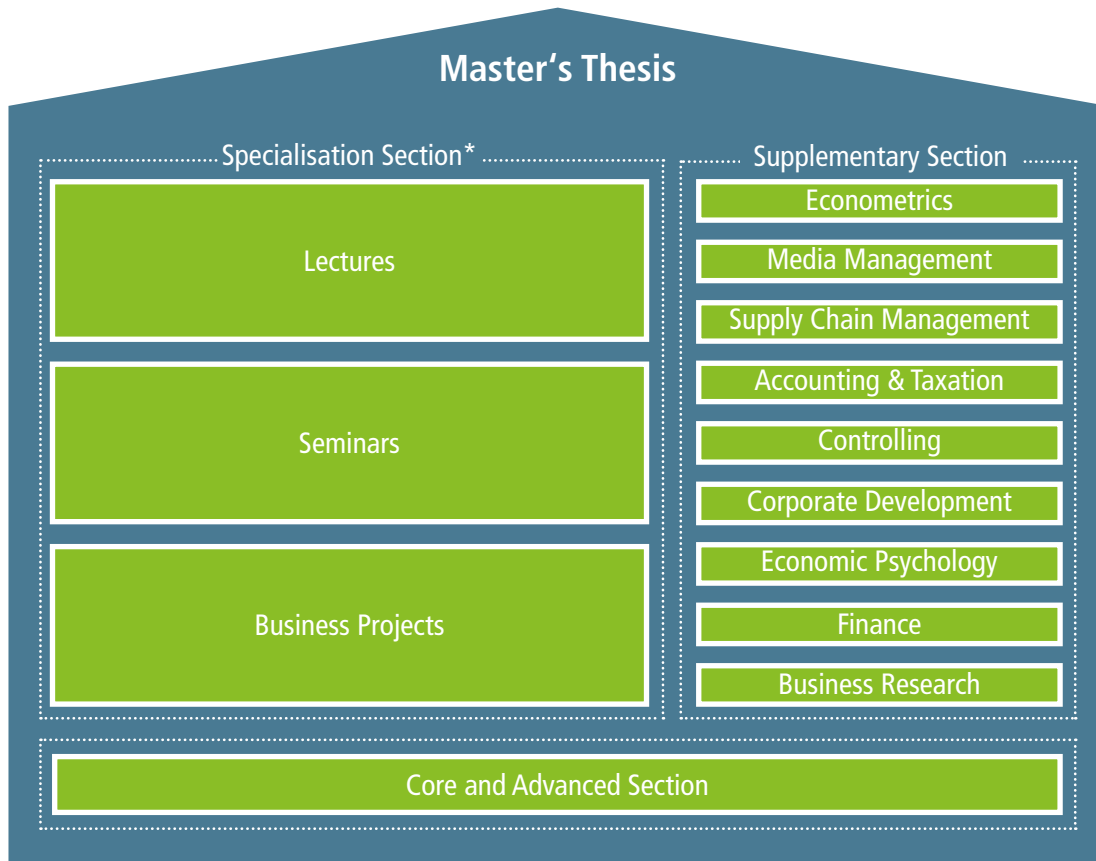 Master‘s Thesis
Specialisation Section*
Lectures
Seminars
Business Projects
Supplementary Section
Econometrics
Media Management
Supply Chain Management
Accounting & Taxation
Controlling
Corporate Development
Economic Psychology
Finance
Business Research
Core and Advanced Section